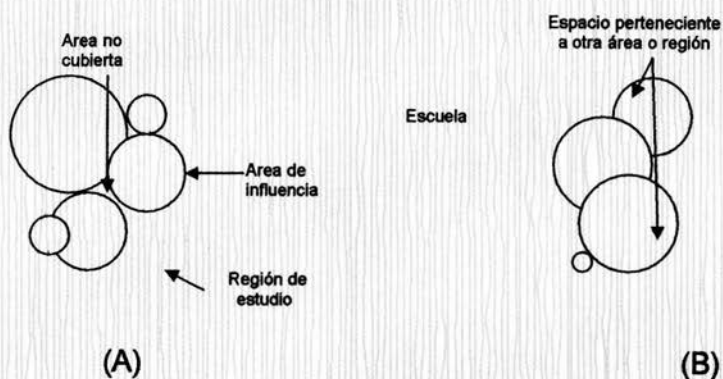 Area no
cubierta
Area de
influencia
Región de
estudio
(A)
Escuela
Espacio perteneciente
a otra área o región
(B)